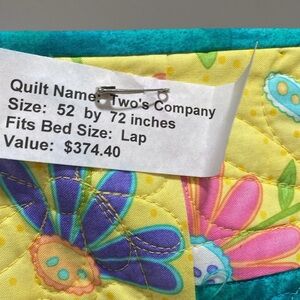 Quilt Name: Two's Company
Size: 52 by 72 inches
Fits Bed Size: Lap
Value: $374.40